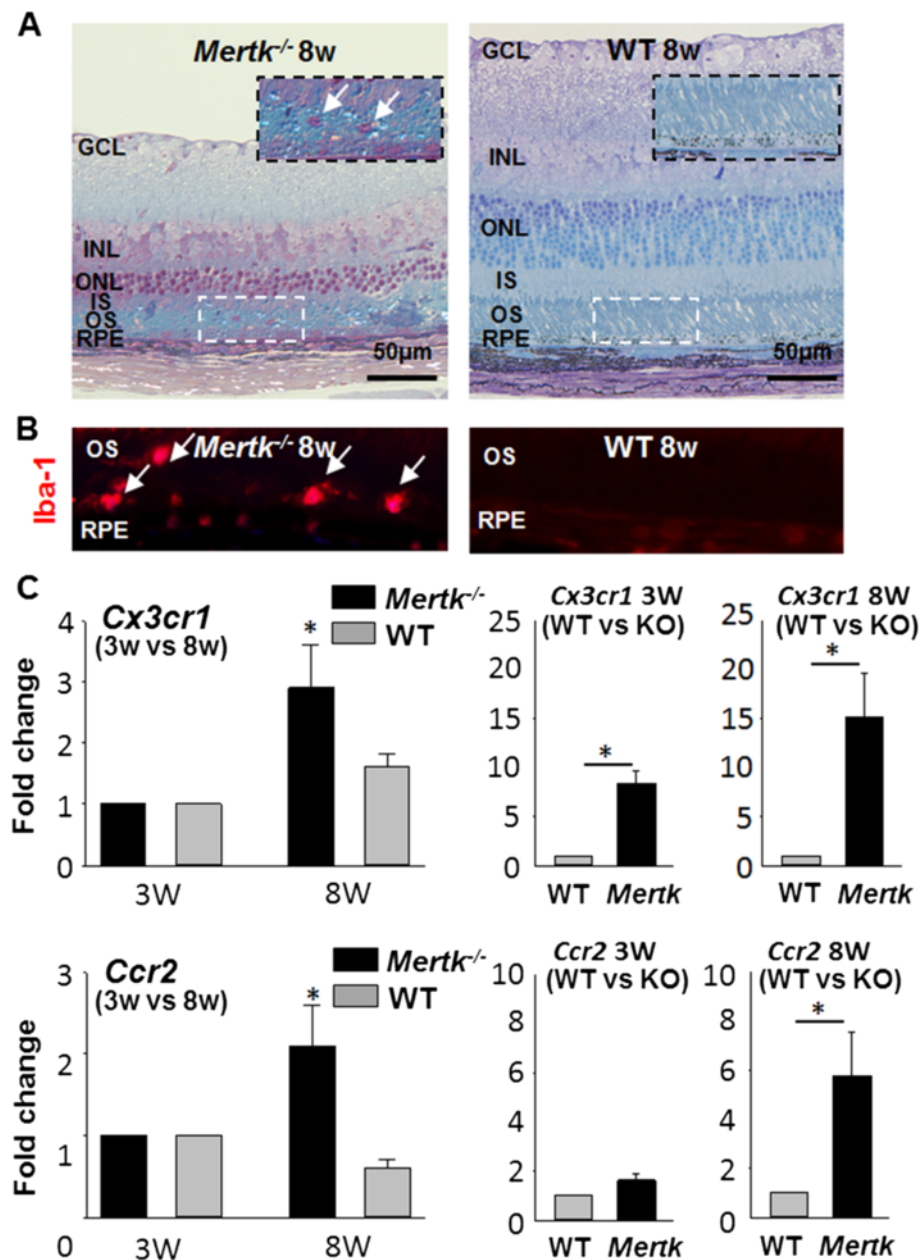 A
Mertk-/- 8w
GCL
INL
ONL
IS
OS
RPE
50μm
WT 8w
GCL
INL
ONL
IS
OS
RPE
50μm
B
Iba-1
OS
Mertk-/- 8w
RPE
OS
WT 8w
RPE
C
Cx3cr1
(3w vs 8w)
Fold change
4
3
2
1
0
*
Mertk-/-
WT
3W
8W
Cx3cr1 3W
(WT vs KO)
25
20
15
10
5
0
*
WT
Mertk
Cx3cr1 8W
(WT vs KO)
25
20
15
10
5
0
*
WT
Mertk
Ccr2
(3w vs 8w)
Fold change
3
2
1
0
*
Mertk-/-
WT
3W
8W
Ccr2 3W
(WT vs KO)
10
8
6
4
2
0
WT
Mertk
Ccr2 8W
(WT vs KO)
10
8
6
4
2
0
*
WT
Mertk